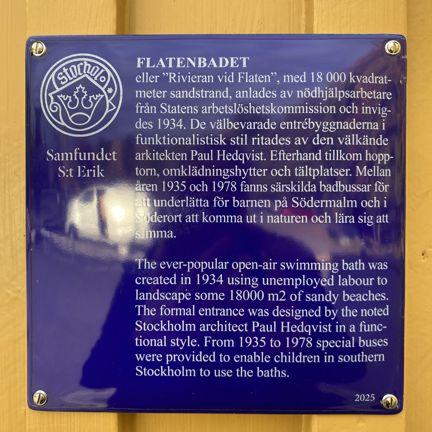 Stockholm
Samfundet
S:t Erik
FLATENBADET
eller "Rivieran vid Flaten", med 18 000 kvadrat-
meter sandstrand, anlades av nödhjälpsarbetare
från Statens arbetslöshetskommission och invig-
des 1934. De välbevarade entrébyggnaderna i
funktionalistisk stil ritades av den välkände
arkitekten Paul Hedqvist. Efterhand tillkom hopp-
torn, omklädningshytter och tältplatser. Mellan
åren 1935 och 1978 fanns särskilda badbussar för
att underlätta för barnen på Södermalm och i
Söderort att komma ut i naturen och lära sig att
simma.
The ever-popular open-air swimming bath was
created in 1934 using unemployed labour to
landscape some 18000 m2 of sandy beaches.
The formal entrance was designed by the noted
Stockholm architect Paul Hedqvist in a func-
tional style. From 1935 to 1978 special buses
were provided to enable children in southern
Stockholm to use the baths.
2025